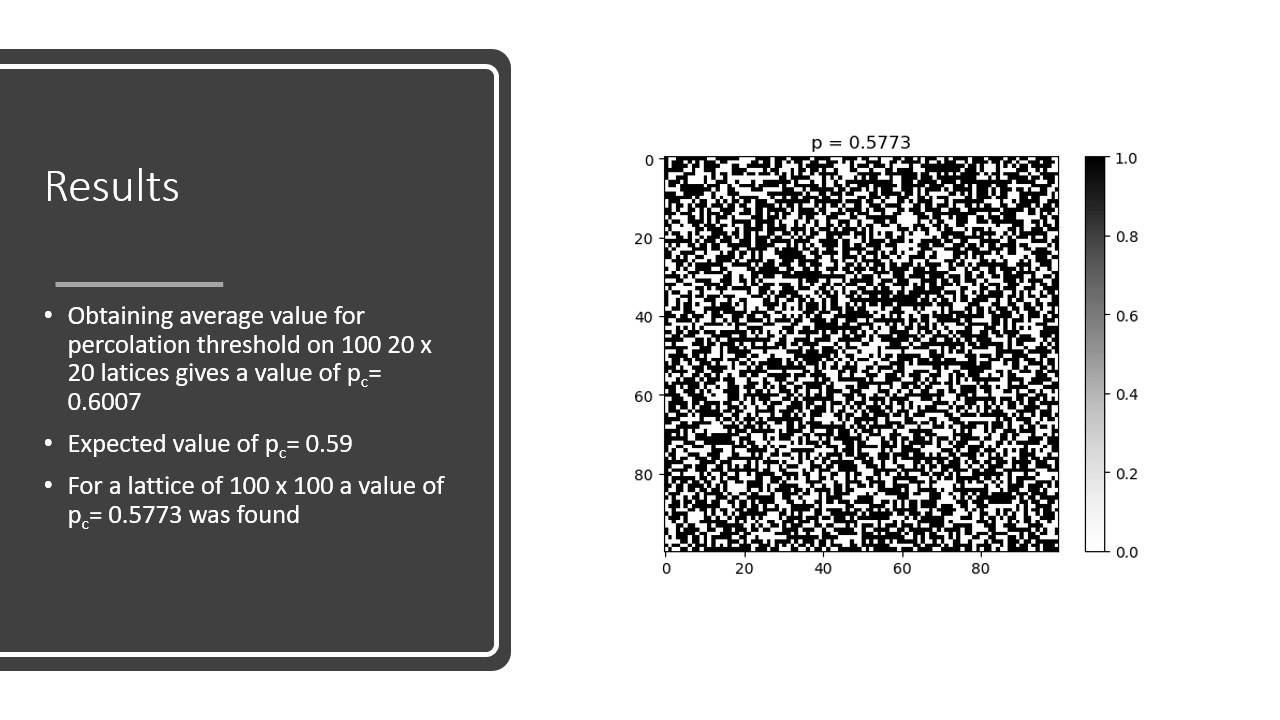 Results
• Obtaining average value for
percolation threshold on 100 20 x
20 latices gives a value of pc=
0.6007
• Expected value of pc= 0.59
• For a lattice of 100 x 100 a value of
pc= 0.5773 was found
p = 0.5773
0
20
40
60
80
0 20 40 60 80
1.0
0.8
0.6
0.4
0.2
0.0